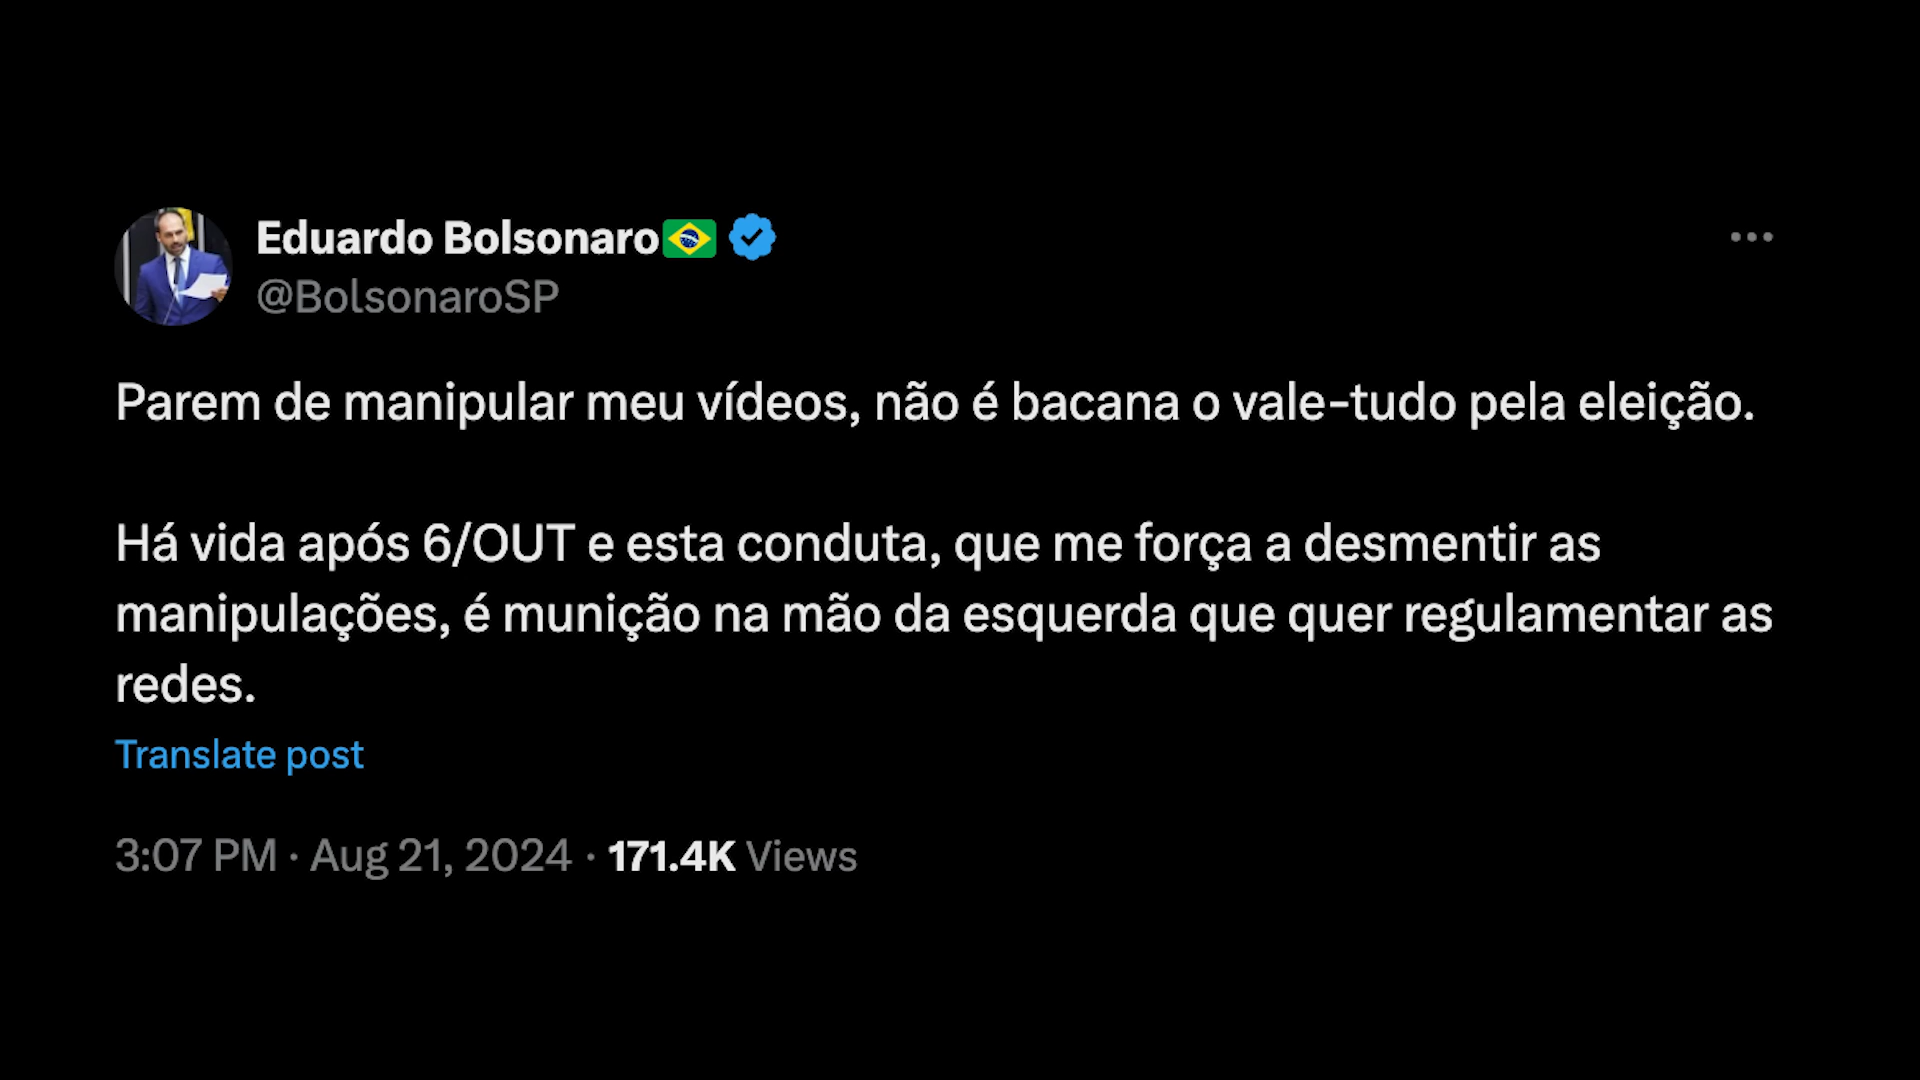 Eduardo Bolsonaro🇧🇷
@BolsonaroSP
Parem de manipular meu vídeos, não é bacana o vale-tudo pela eleição.
Há vida após 6/OUT e esta conduta, que me força a desmentir as
manipulações, é munição na mão da esquerda que quer regulamentar as
redes.
Translate post
3:07 PM · Aug 21, 2024 · 171.4K Views